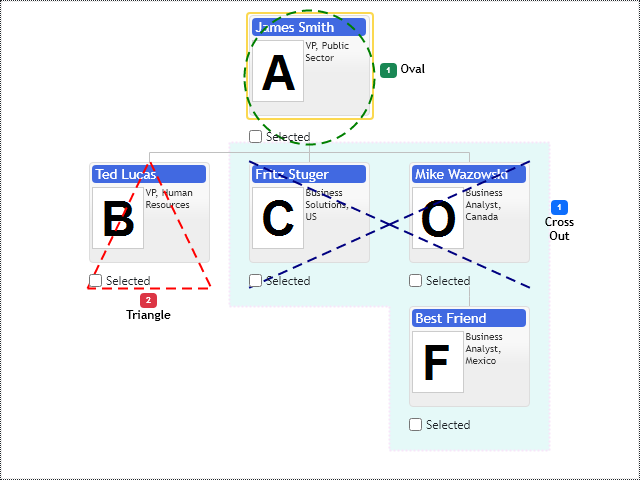 James Smith
A
VP, Public
Sector
1
Oval
Selected
Ted Lucas
B
VP, Human
Resources
Selected
2
Triangle
Fritz Stuger
C
Business
Solutions,
US
Selected
Mike Wazowski
O
Business
Analyst,
Canada
Selected
1
Cross
Out
Best Friend
F
Business
Analyst,
Mexico
Selected